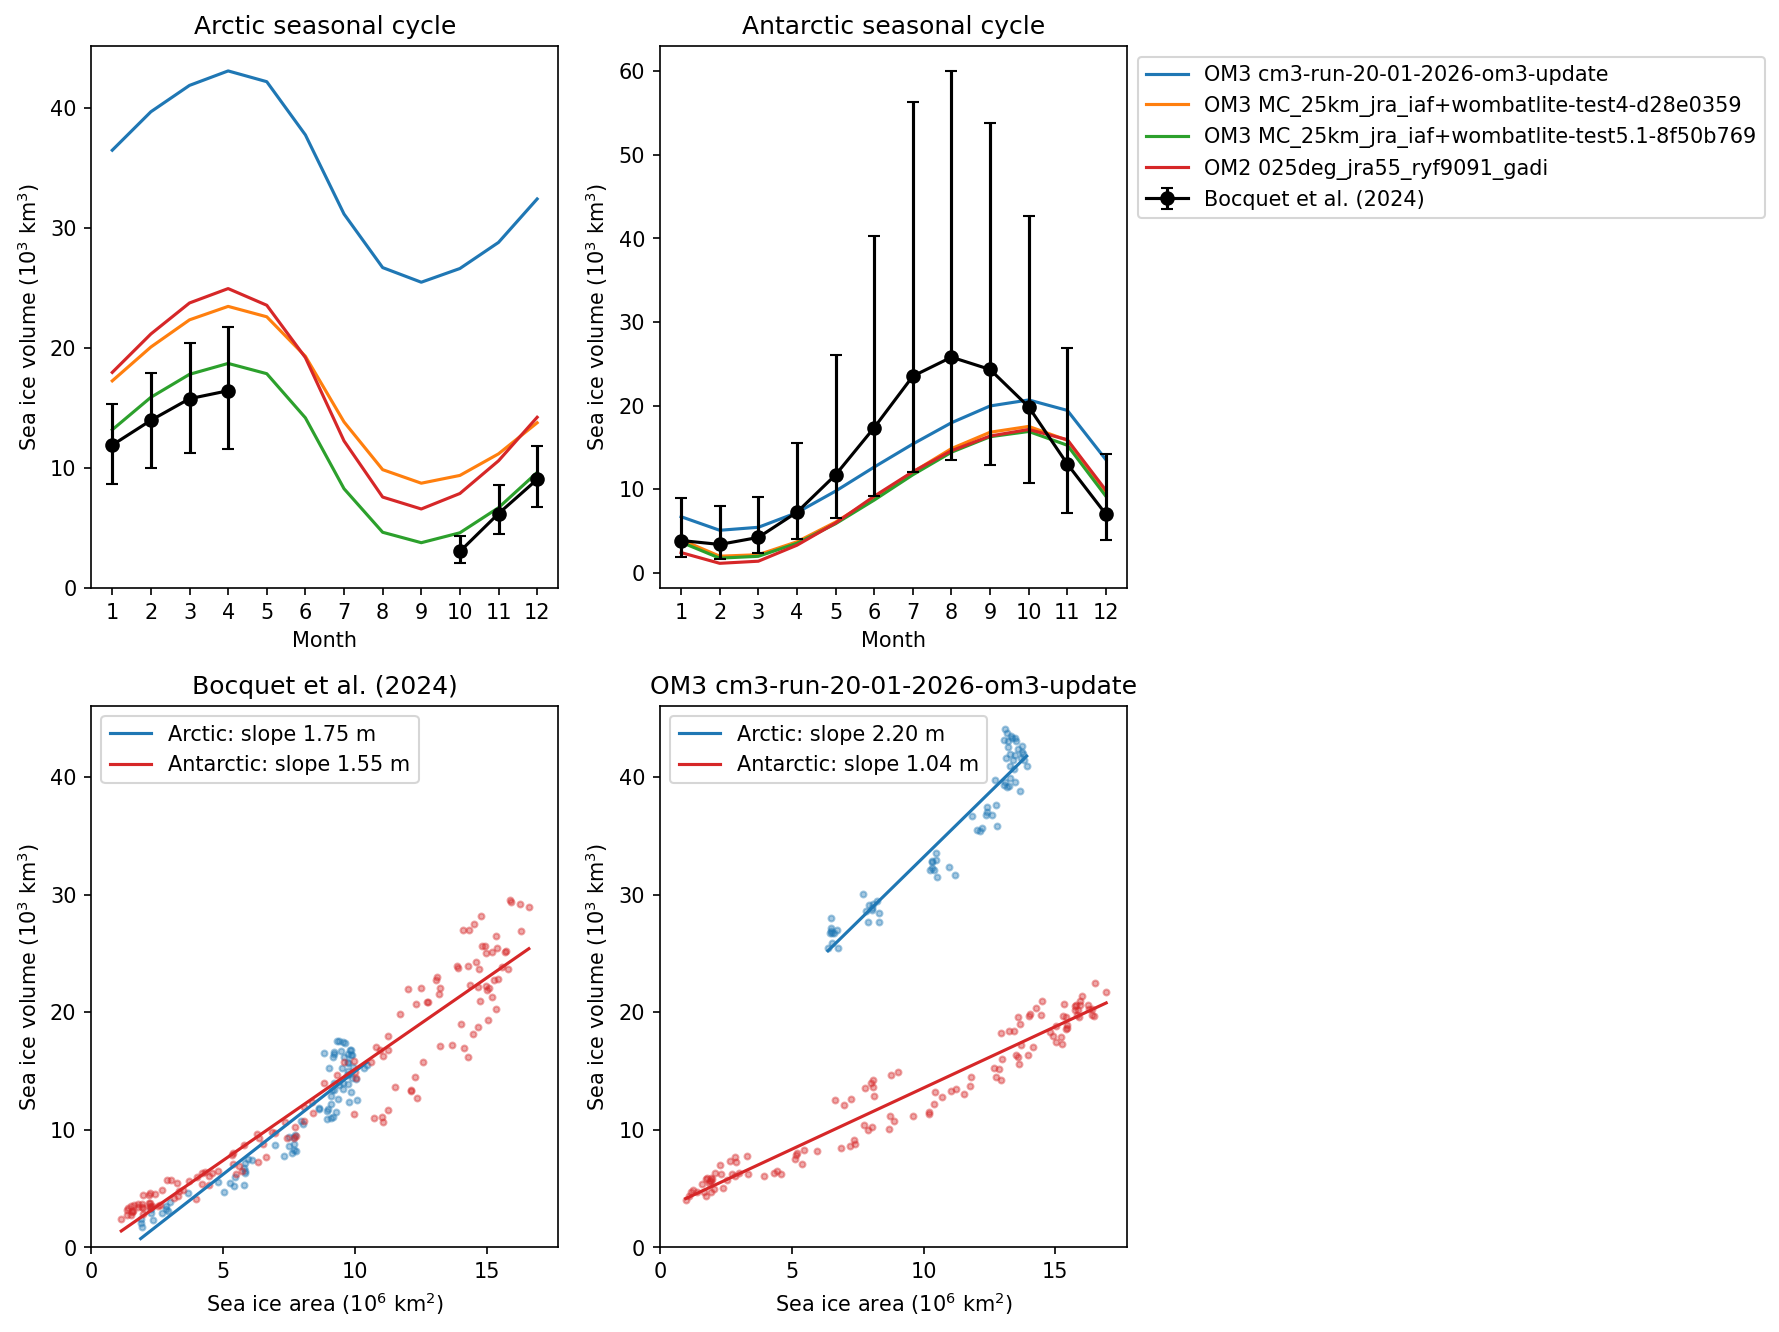 Arctic seasonal cycle
Sea ice volume (10³ km³)
40
30
20
10
0
1 2 3 4 5 6 7 8 9 10 11 12
Month
Antarctic seasonal cycle
Sea ice volume (10³ km³)
60
50
40
30
20
10
0
1 2 3 4 5 6 7 8 9 10 11 12
Month
OM3 cm3-run-20-01-2026-om3-update
OM3 MC_25km_jra_iaf+wombatlite-test4-d28e0359
OM3 MC_25km_jra_iaf+wombatlite-test5.1-8f50b769
OM2 025deg_jra55_ryf9091_gadi
Bocquet et al. (2024)
Bocquet et al. (2024)
Arctic: slope 1.75 m
Antarctic: slope 1.55 m
Sea ice volume (10³ km³)
40
30
20
10
0
0 5 10 15
Sea ice area (10⁶ km²)
OM3 cm3-run-20-01-2026-om3-update
Arctic: slope 2.20 m
Antarctic: slope 1.04 m
Sea ice volume (10³ km³)
40
30
20
10
0
0 5 10 15
Sea ice area (10⁶ km²)